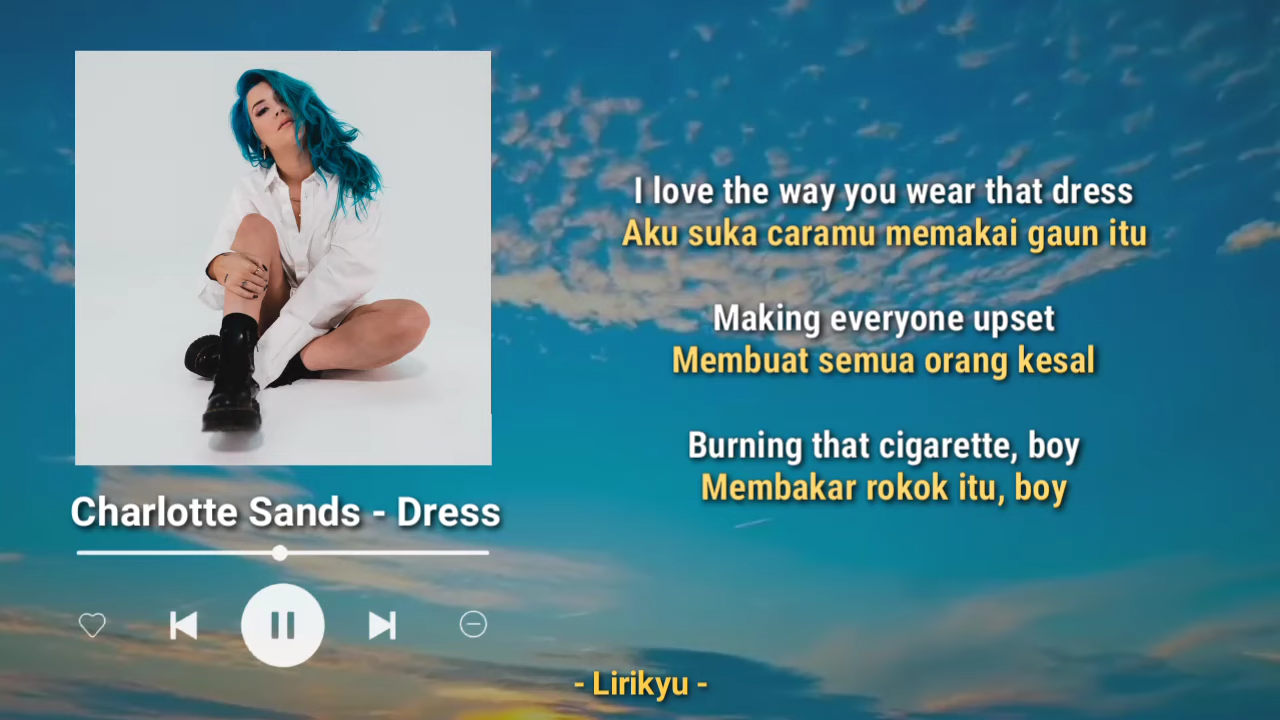 Charlotte Sands - Dress
I love the way you wear that dress
Aku suka caramu memakai gaun itu
Making everyone upset
Membuat semua orang kesal
Burning that cigarette, boy
Membakar rokok itu, boy
- Lirikyu -